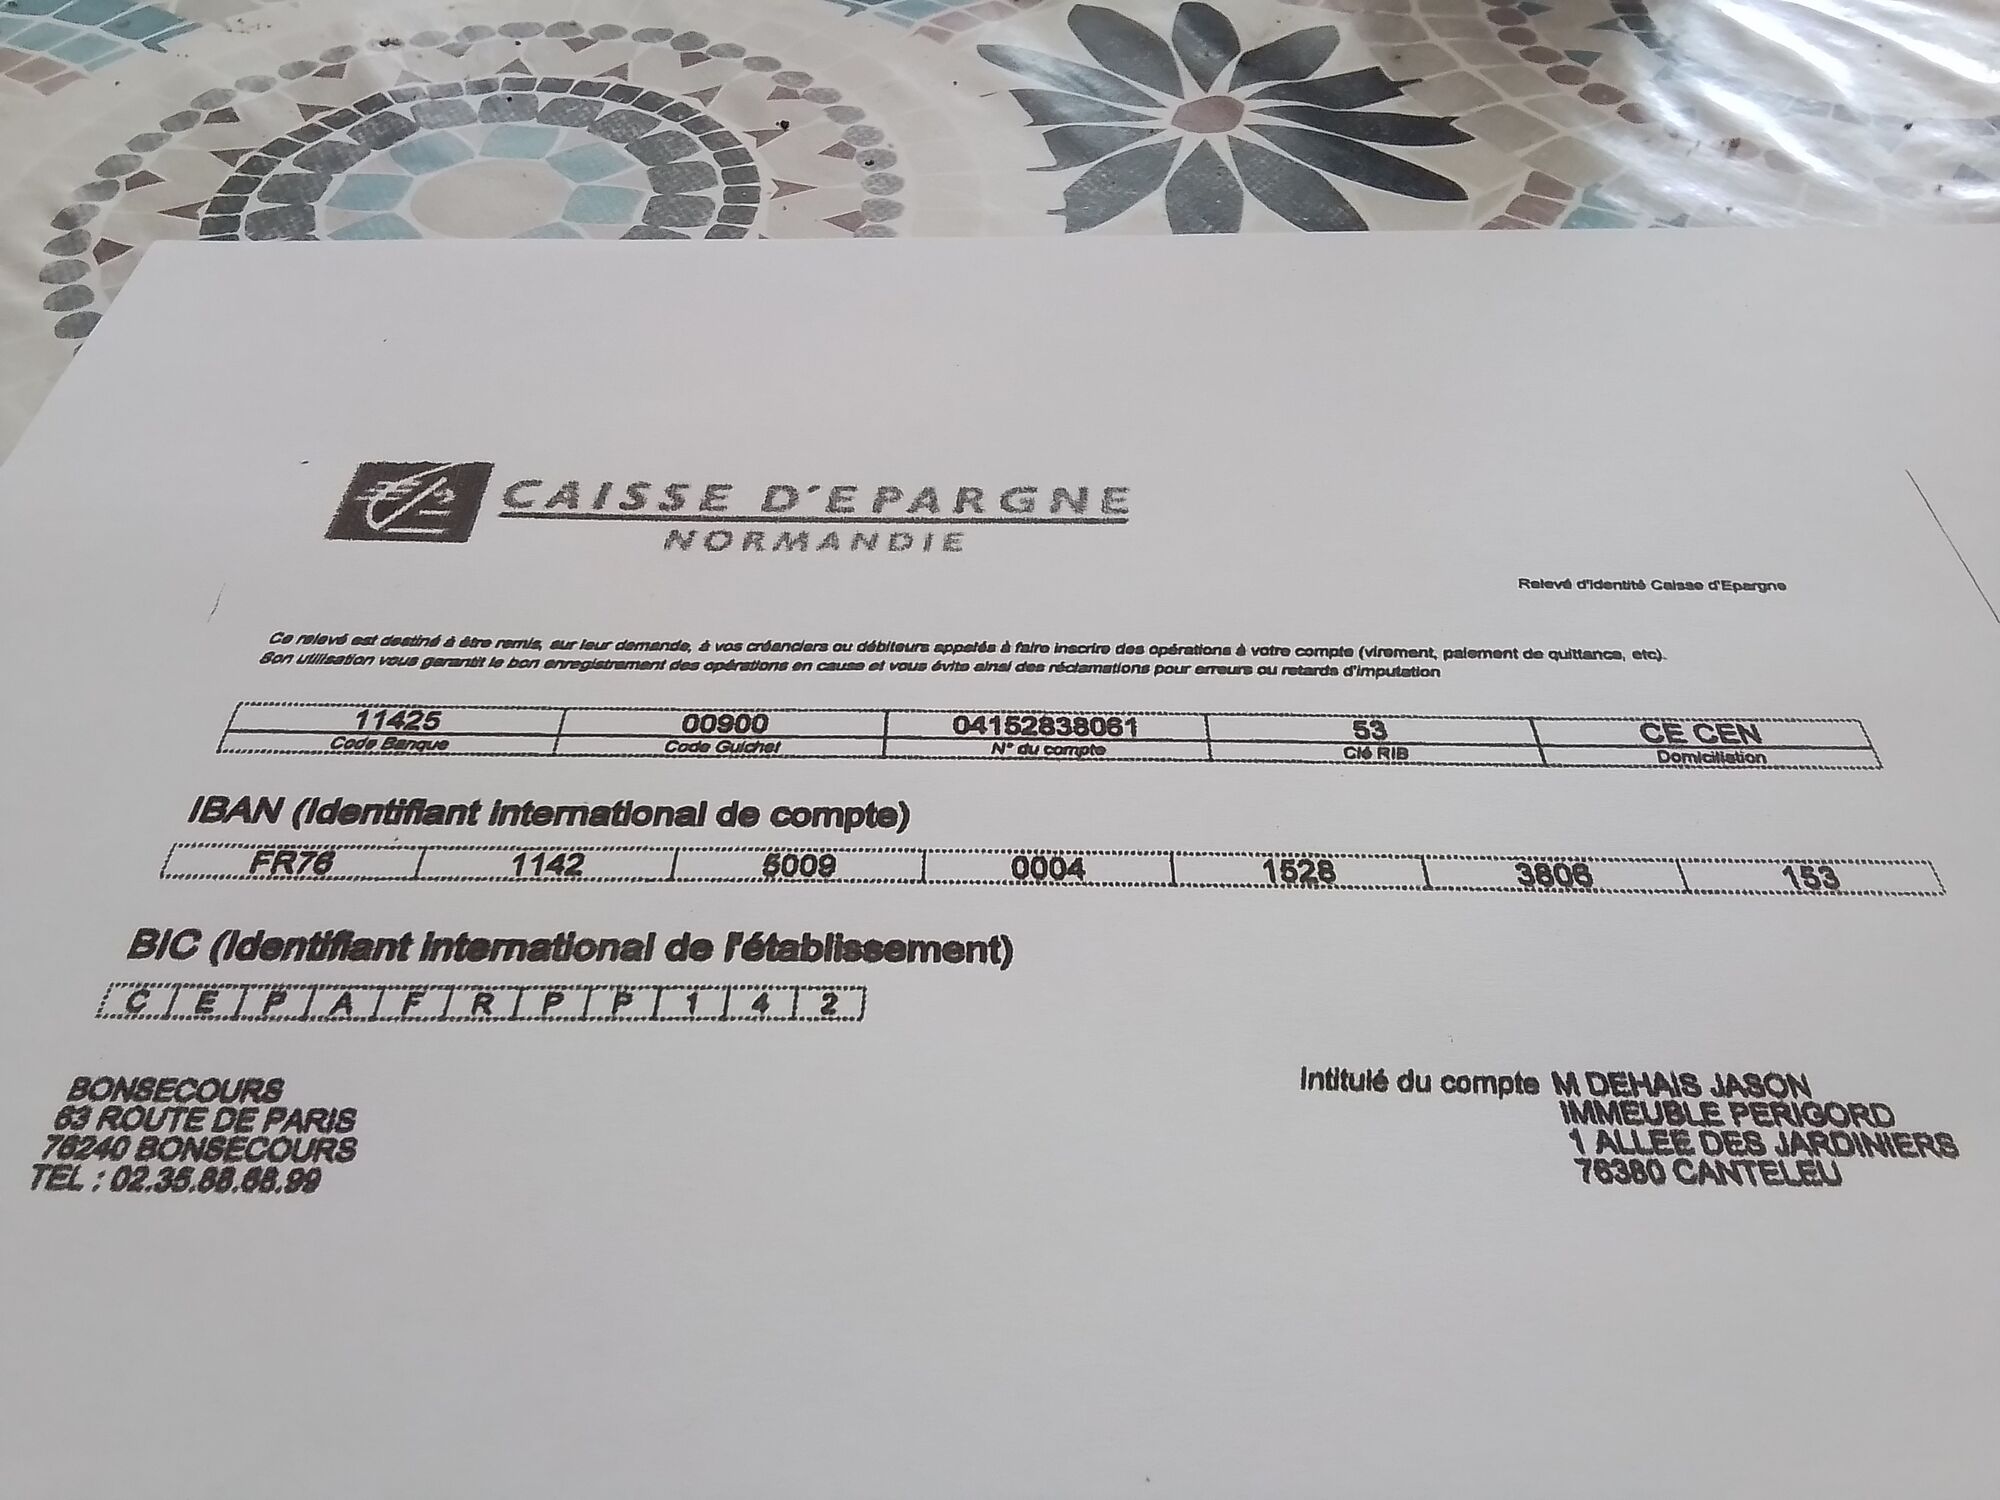 CAISSE D'EPARGNE
NORMANDIE
Relevé d'identité Caisse d'Epargne
Ce relevé est destiné à être remis, sur leur demande, à vos créanciers ou débiteurs appelés à faire inscrire des opérations à votre compte (virement, paiement de quittance, etc).
Son utilisation vous garantit le bon enregistrement des opérations en cause et vous évite ainsi des réclamations pour erreurs ou retards d'imputation
11425 00900 04152838061 53 CE CEN
Code Banque Code Guichet N° du compte Clé RIB Domiciliation
IBAN (Identifiant international de compte)
FR76 1142 5009 0004 1528 3806 153
BIC (Identifiant international de l'établissement)
C E P A F R P P 1 4 2
BONSECOURS
63 ROUTE DE PARIS
76240 BONSECOURS
TEL :
Intitulé du compte M DEHAIS JASON
IMMEUBLE PERIGORD
1 ALLEE DES JARDINIERS
76380 CANTELEU